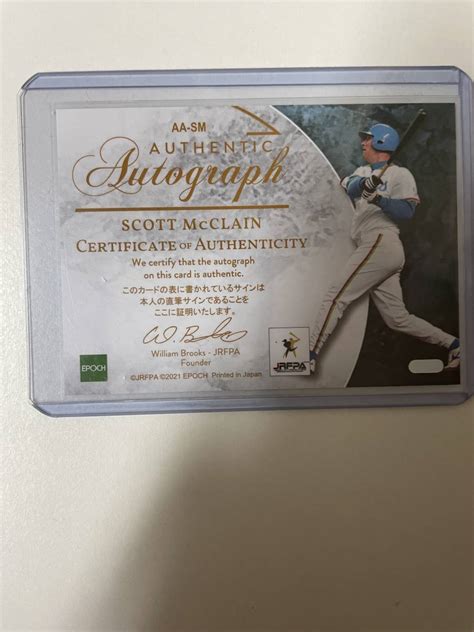 AA-SM
AUTHENTIC
Autograph
SCOTT McCLAIN
CERTIFICATE OF AUTHENTICITY
We certify that the autograph
on this card is authentic.
このカードの表に書かれているサインは
本人の直筆サインであることを
ここに証明いたします。
William Brooks - JRFPA
Founder
EPOCH
JRFPA
©JRFPA ©2021 EPOCH Printed in Japan